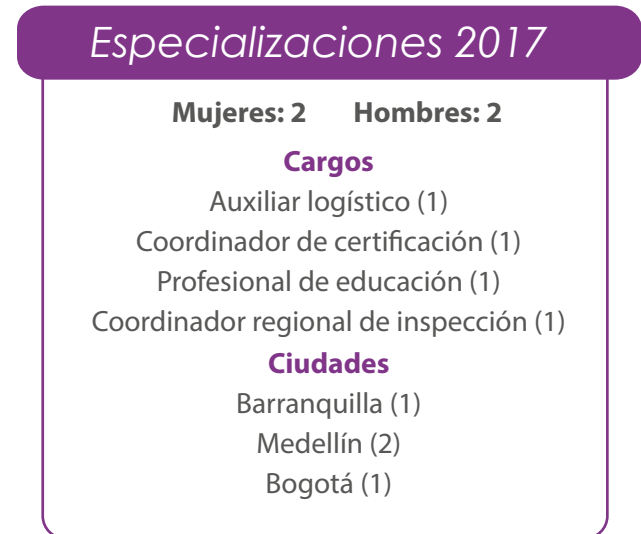 Especializaciones 2017
Mujeres: 2 Hombres: 2
Cargos
Auxiliar logístico (1)
Coordinador de certificación (1)
Profesional de educación (1)
Coordinador regional de inspección (1)
Ciudades
Barranquilla (1)
Medellín (2)
Bogotá (1)